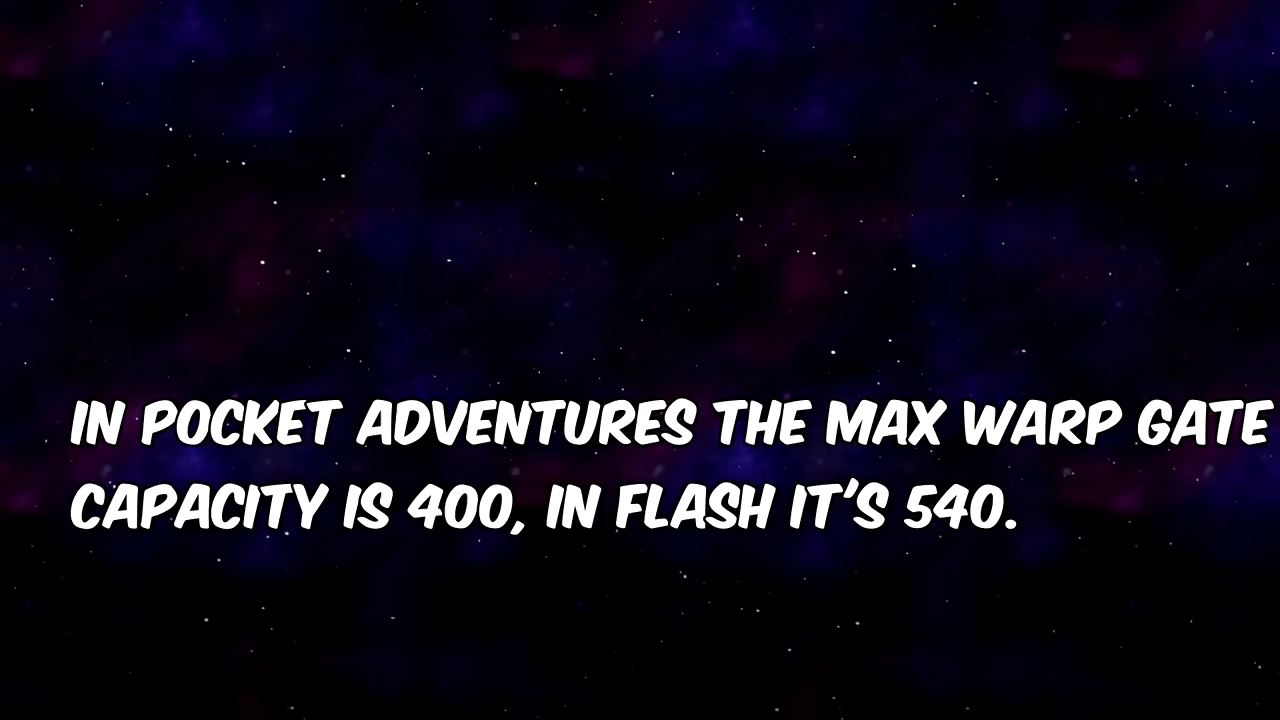 IN POCKET ADVENTURES THE MAX WARP GATE
CAPACITY IS 400, IN FLASH IT'S 540.